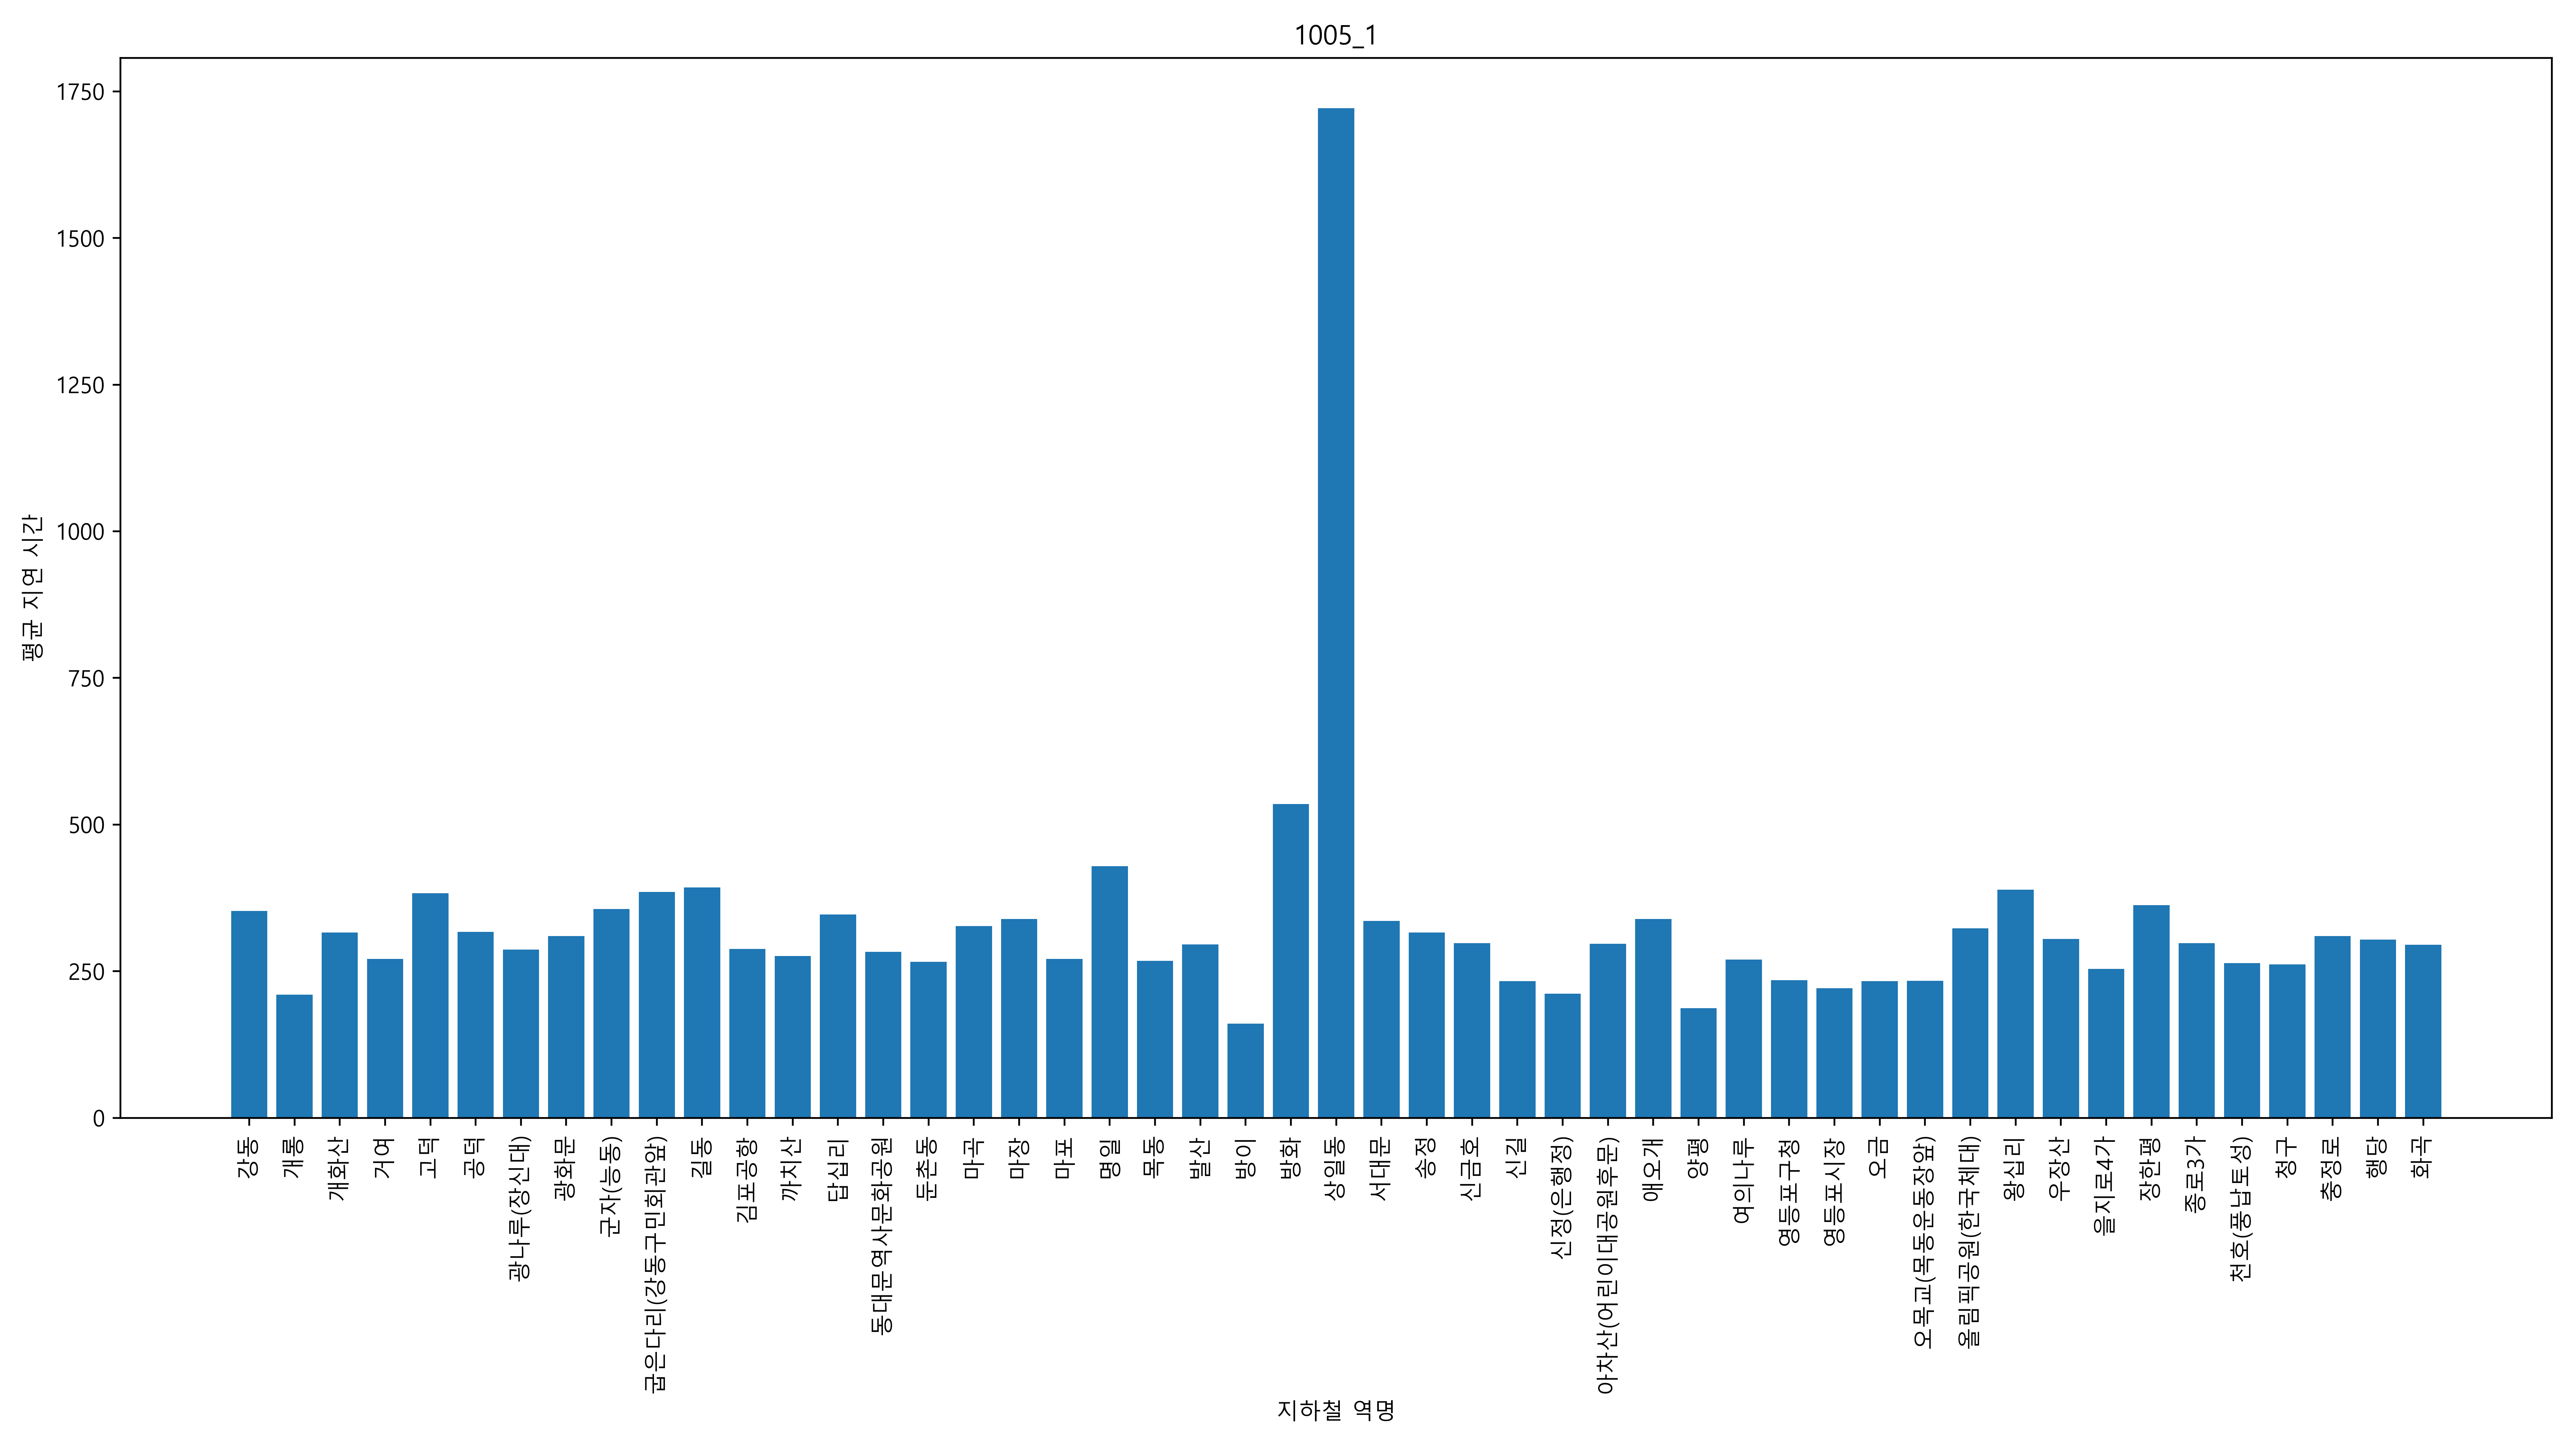 1005_1
평균 지연 시간
1750
1500
1250
1000
750
500
250
0
강동
개롱
개화산
거여
고덕
공덕
광나루(장신대)
광화문
군자(능동)
굽은다리(강동구민회관앞)
길동
김포공항
까치산
답십리
동대문역사문화공원
둔촌동
마곡
마장
마포
명일
목동
발산
방이
방화
상일동
서대문
송정
신금호
신길
신정(은행정)
아차산(어린이대공원후문)
애오개
양평
여의나루
영등포구청
영등포시장
오금
오목교(목동운동장앞)
올림픽공원(한국체대)
왕십리
우장산
을지로4가
장한평
종로3가
천호(풍납토성)
청구
충정로
행당
화곡
지하철 역명